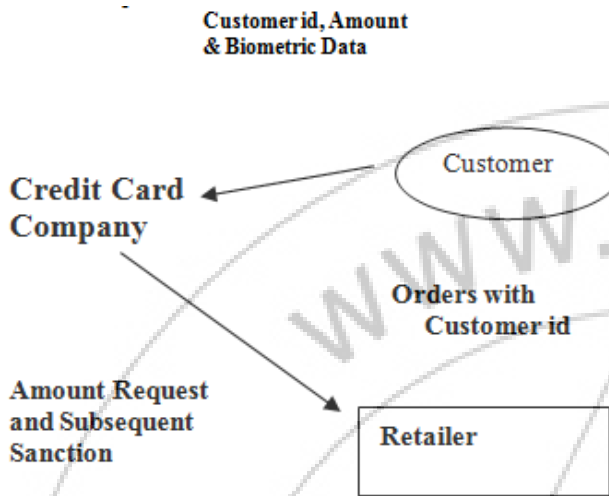 Customer id, Amount
& Biometric Data
Customer
Credit Card
Company
www.
Orders with
Customer id
Amount Request
and Subsequent
Sanction
Retailer